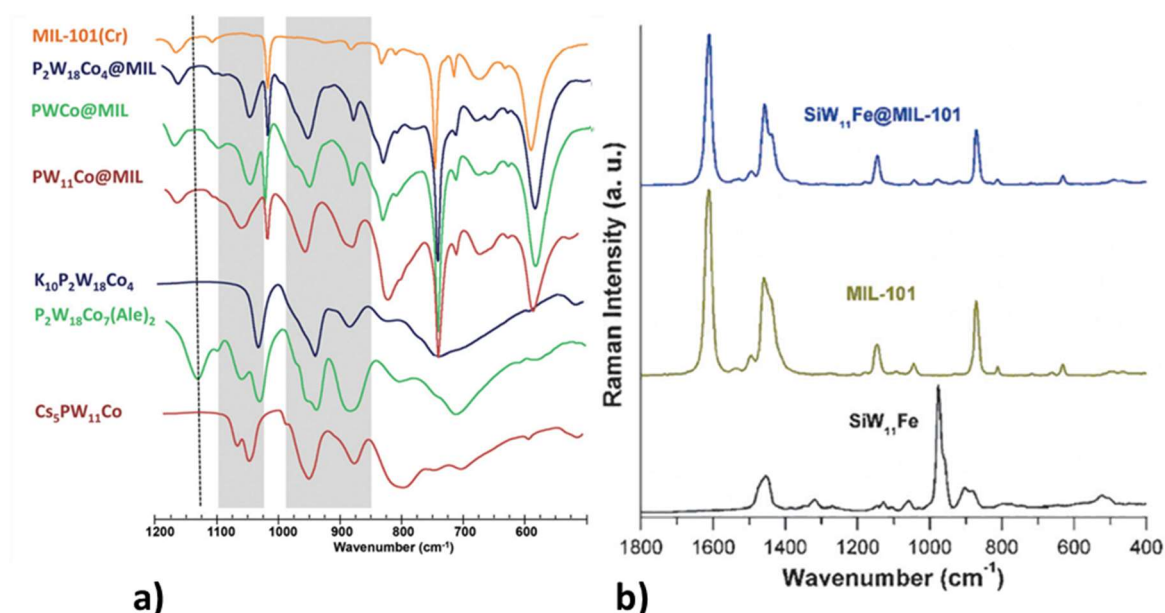 MIL-101(Cr)
P₂W₁₈Co₄@MIL
PWCo@MIL
PW₁₁Co@MIL
K₁₀P₂W₁₈Co₄
P₂W₁₈Co₇(Ale)₂
Cs₅PW₁₁Co
1200 1100 1000 900 800 700 600
Wavenumber (cm⁻¹)
a)
Raman Intensity (a. u.)
SiW₁₁Fe@MIL-101
MIL-101
SiW₁₁Fe
1800 1600 1400 1200 1000 800 600 400
Wavenumber (cm⁻¹)
b)